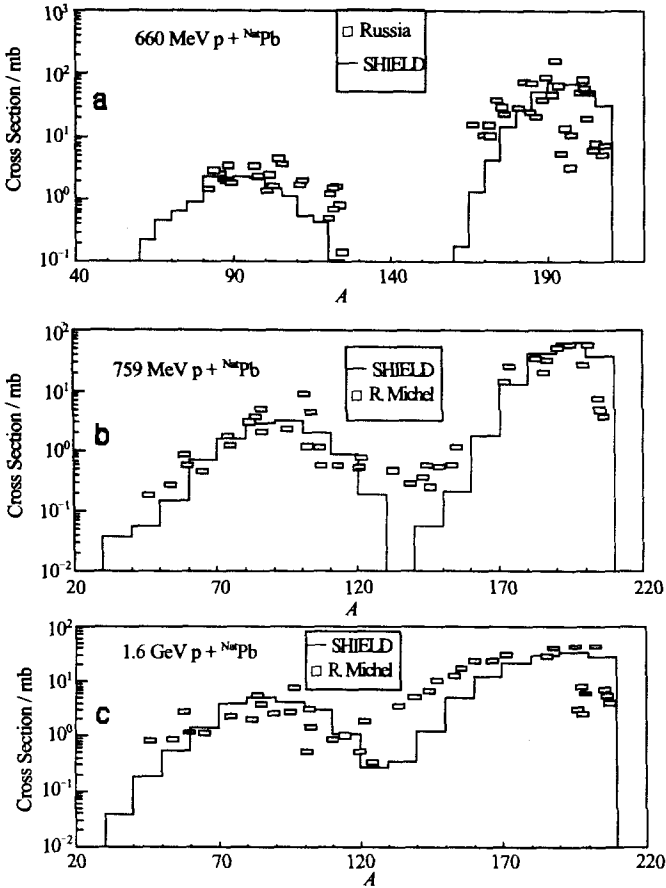 10³
660 MeV p + ᴺᵃᵗPb
Russia
SHIELD
a
10²
10¹
10⁰
10⁻¹
Cross Section / mb
40
90
140
190
A
10²
759 MeV p + ᴺᵃᵗPb
SHIELD
R. Michel
b
10¹
10⁰
10⁻¹
10⁻²
Cross Section / mb
20
70
120
170
220
A
10²
1.6 GeV p + ᴺᵃᵗPb
SHIELD
R. Michel
c
10¹
10⁰
10⁻¹
10⁻²
Cross Section / mb
20
70
120
170
220
A